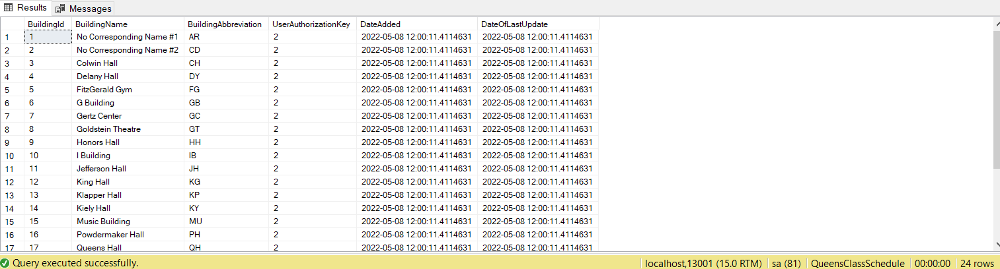 Results Messages
BuildingId BuildingName BuildingAbbreviation UserAuthorizationKey DateAdded DateOfLastUpdate
1 1 No Corresponding Name #1 AR 2 2022-05-08 12:00:11.4114631 2022-05-08 12:00:11.4114631
2 2 No Corresponding Name #2 CD 2 2022-05-08 12:00:11.4114631 2022-05-08 12:00:11.4114631
3 3 Colwin Hall CH 2 2022-05-08 12:00:11.4114631 2022-05-08 12:00:11.4114631
4 4 Delany Hall DY 2 2022-05-08 12:00:11.4114631 2022-05-08 12:00:11.4114631
5 5 FitzGerald Gym FG 2 2022-05-08 12:00:11.4114631 2022-05-08 12:00:11.4114631
6 6 G Building GB 2 2022-05-08 12:00:11.4114631 2022-05-08 12:00:11.4114631
7 7 Gertz Center GC 2 2022-05-08 12:00:11.4114631 2022-05-08 12:00:11.4114631
8 8 Goldstein Theatre GT 2 2022-05-08 12:00:11.4114631 2022-05-08 12:00:11.4114631
9 9 Honors Hall HH 2 2022-05-08 12:00:11.4114631 2022-05-08 12:00:11.4114631
10 10 I Building IB 2 2022-05-08 12:00:11.4114631 2022-05-08 12:00:11.4114631
11 11 Jefferson Hall JH 2 2022-05-08 12:00:11.4114631 2022-05-08 12:00:11.4114631
12 12 King Hall KG 2 2022-05-08 12:00:11.4114631 2022-05-08 12:00:11.4114631
13 13 Klapper Hall KP 2 2022-05-08 12:00:11.4114631 2022-05-08 12:00:11.4114631
14 14 Kiely Hall KY 2 2022-05-08 12:00:11.4114631 2022-05-08 12:00:11.4114631
15 15 Music Building MU 2 2022-05-08 12:00:11.4114631 2022-05-08 12:00:11.4114631
16 16 Powdermaker Hall PH 2 2022-05-08 12:00:11.4114631 2022-05-08 12:00:11.4114631
17 17 Queens Hall QH 2 2022-05-08 12:00:11.4114631 2022-05-08 12:00:11.4114631
Query executed successfully. localhost,13001 (15.0 RTM) sa (81) QueensClassSchedule 00:00:00 24 rows